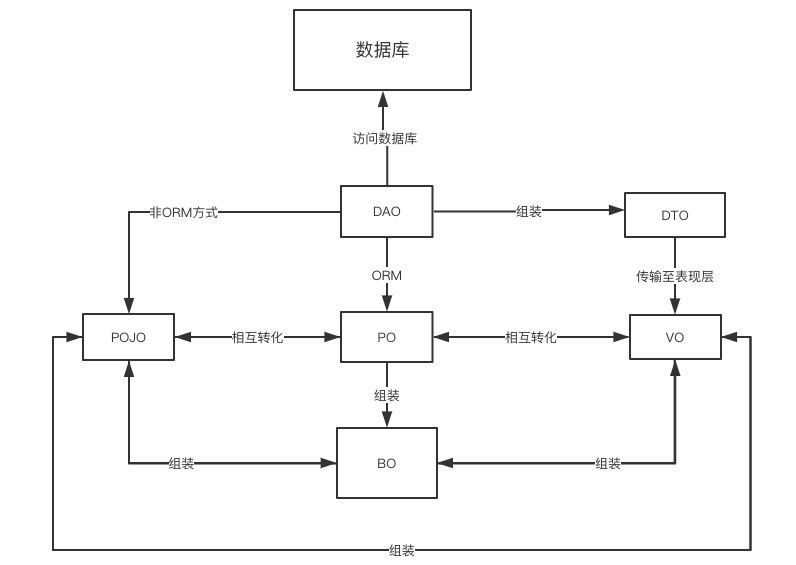 数据库
访问数据库
非ORM方式
DAO
组装
DTO
ORM
传输至表现层
POJO
相互转化
PO
相互转化
VO
组装
组装
BO
组装
组装